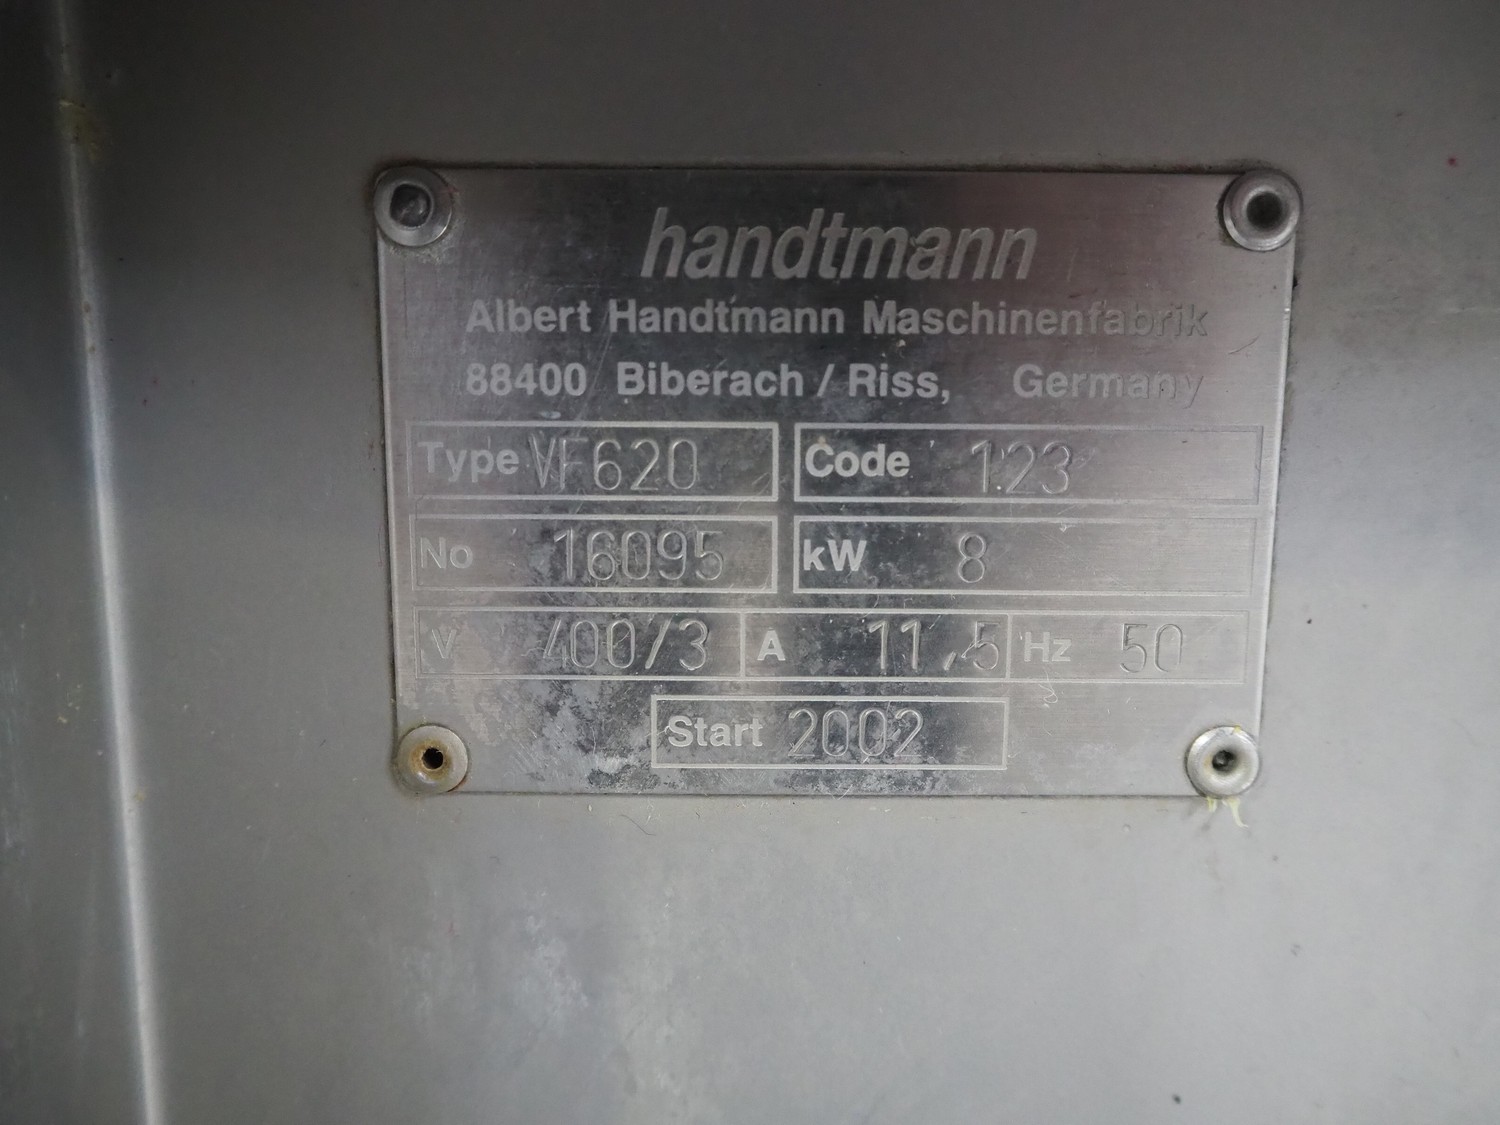 handtmann
Albert Handtmann Maschinenfabrik
88400 Biberach / Riss, Germany
Type VF620 Code 123
No 16095 kW 8
V 400/3 A 11,5 Hz 50
Start 2002